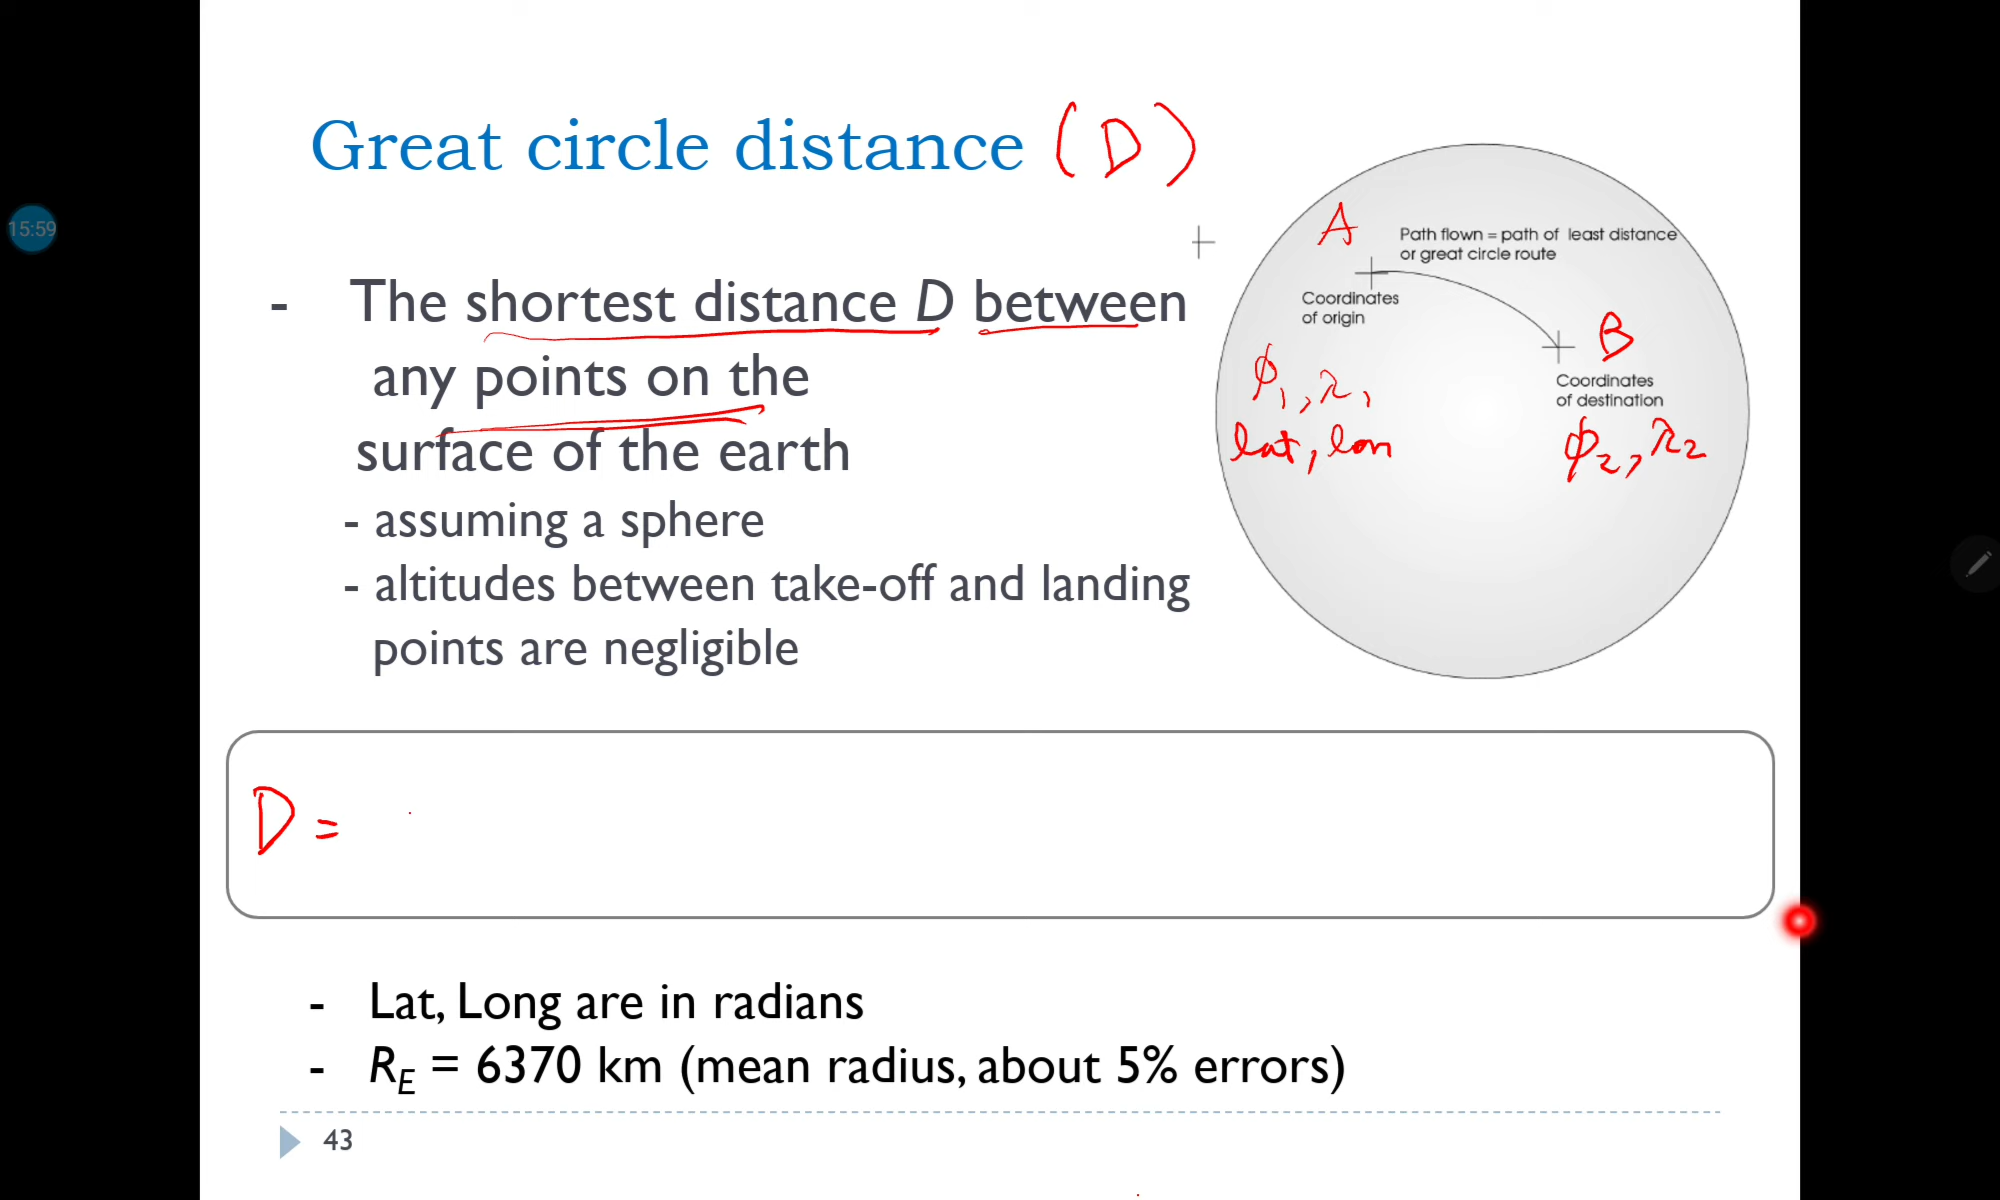 15:59
Great circle distance (D)
- The shortest distance D between
any points on the
surface of the earth
- assuming a sphere
- altitudes between take-off and landing
points are negligible
A
Path flown = path of least distance
or great circle route
Coordinates
of origin
B
Coordinates
of destination
ϕ₁, λ₁
lat, lon
ϕ₂, λ₂
D =
- Lat, Long are in radians
- R_E = 6370 km (mean radius, about 5% errors)
43